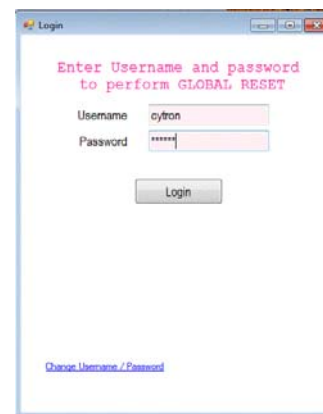 Login
Enter Username and password
to perform GLOBAL RESET
Username cytron
Password ******
Login
Change Username / Password